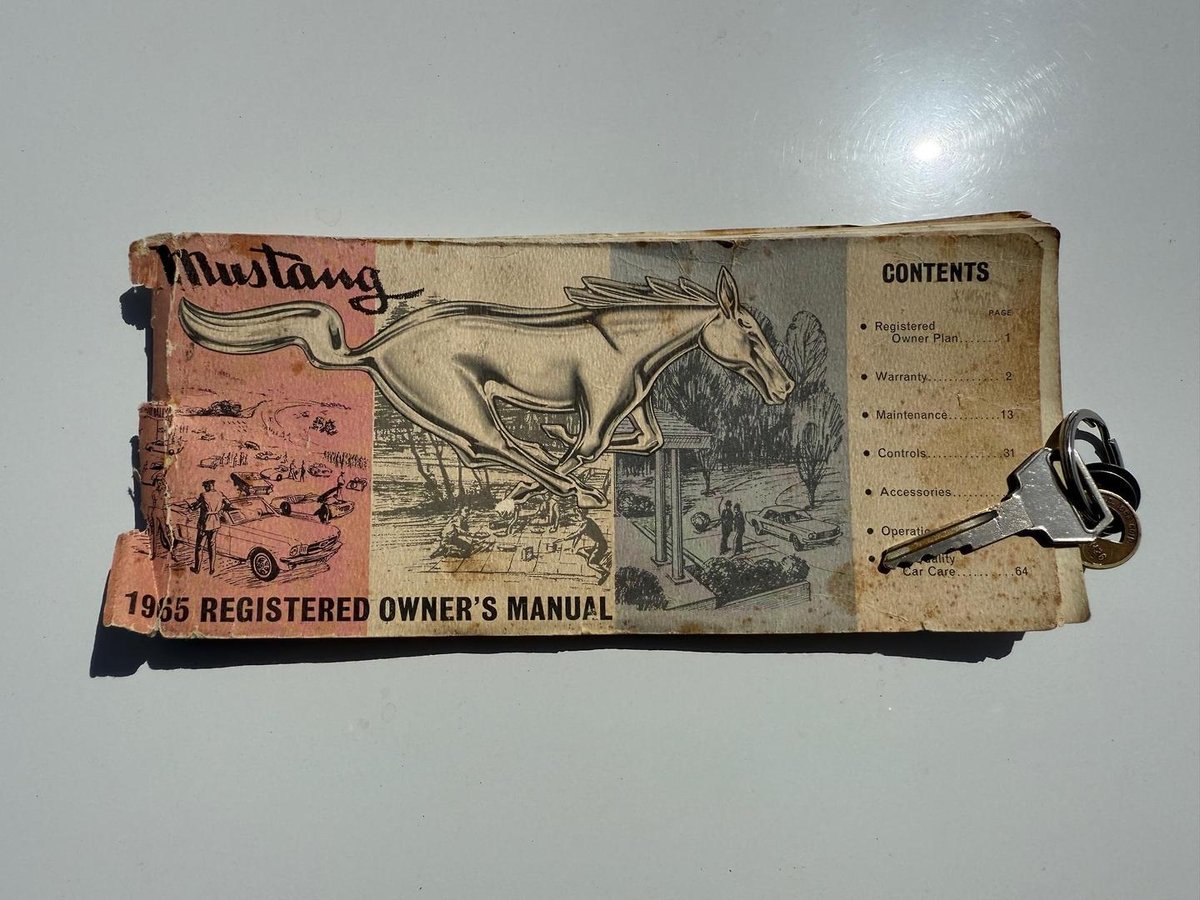 Mustang
1965 REGISTERED OWNER'S MANUAL
CONTENTS
PAGE
• Registered
Owner Plan.......1
• Warranty............2
• Maintenance..........13
• Controls.............31
• Accessories........
• Operatio
•
Car Care..........64